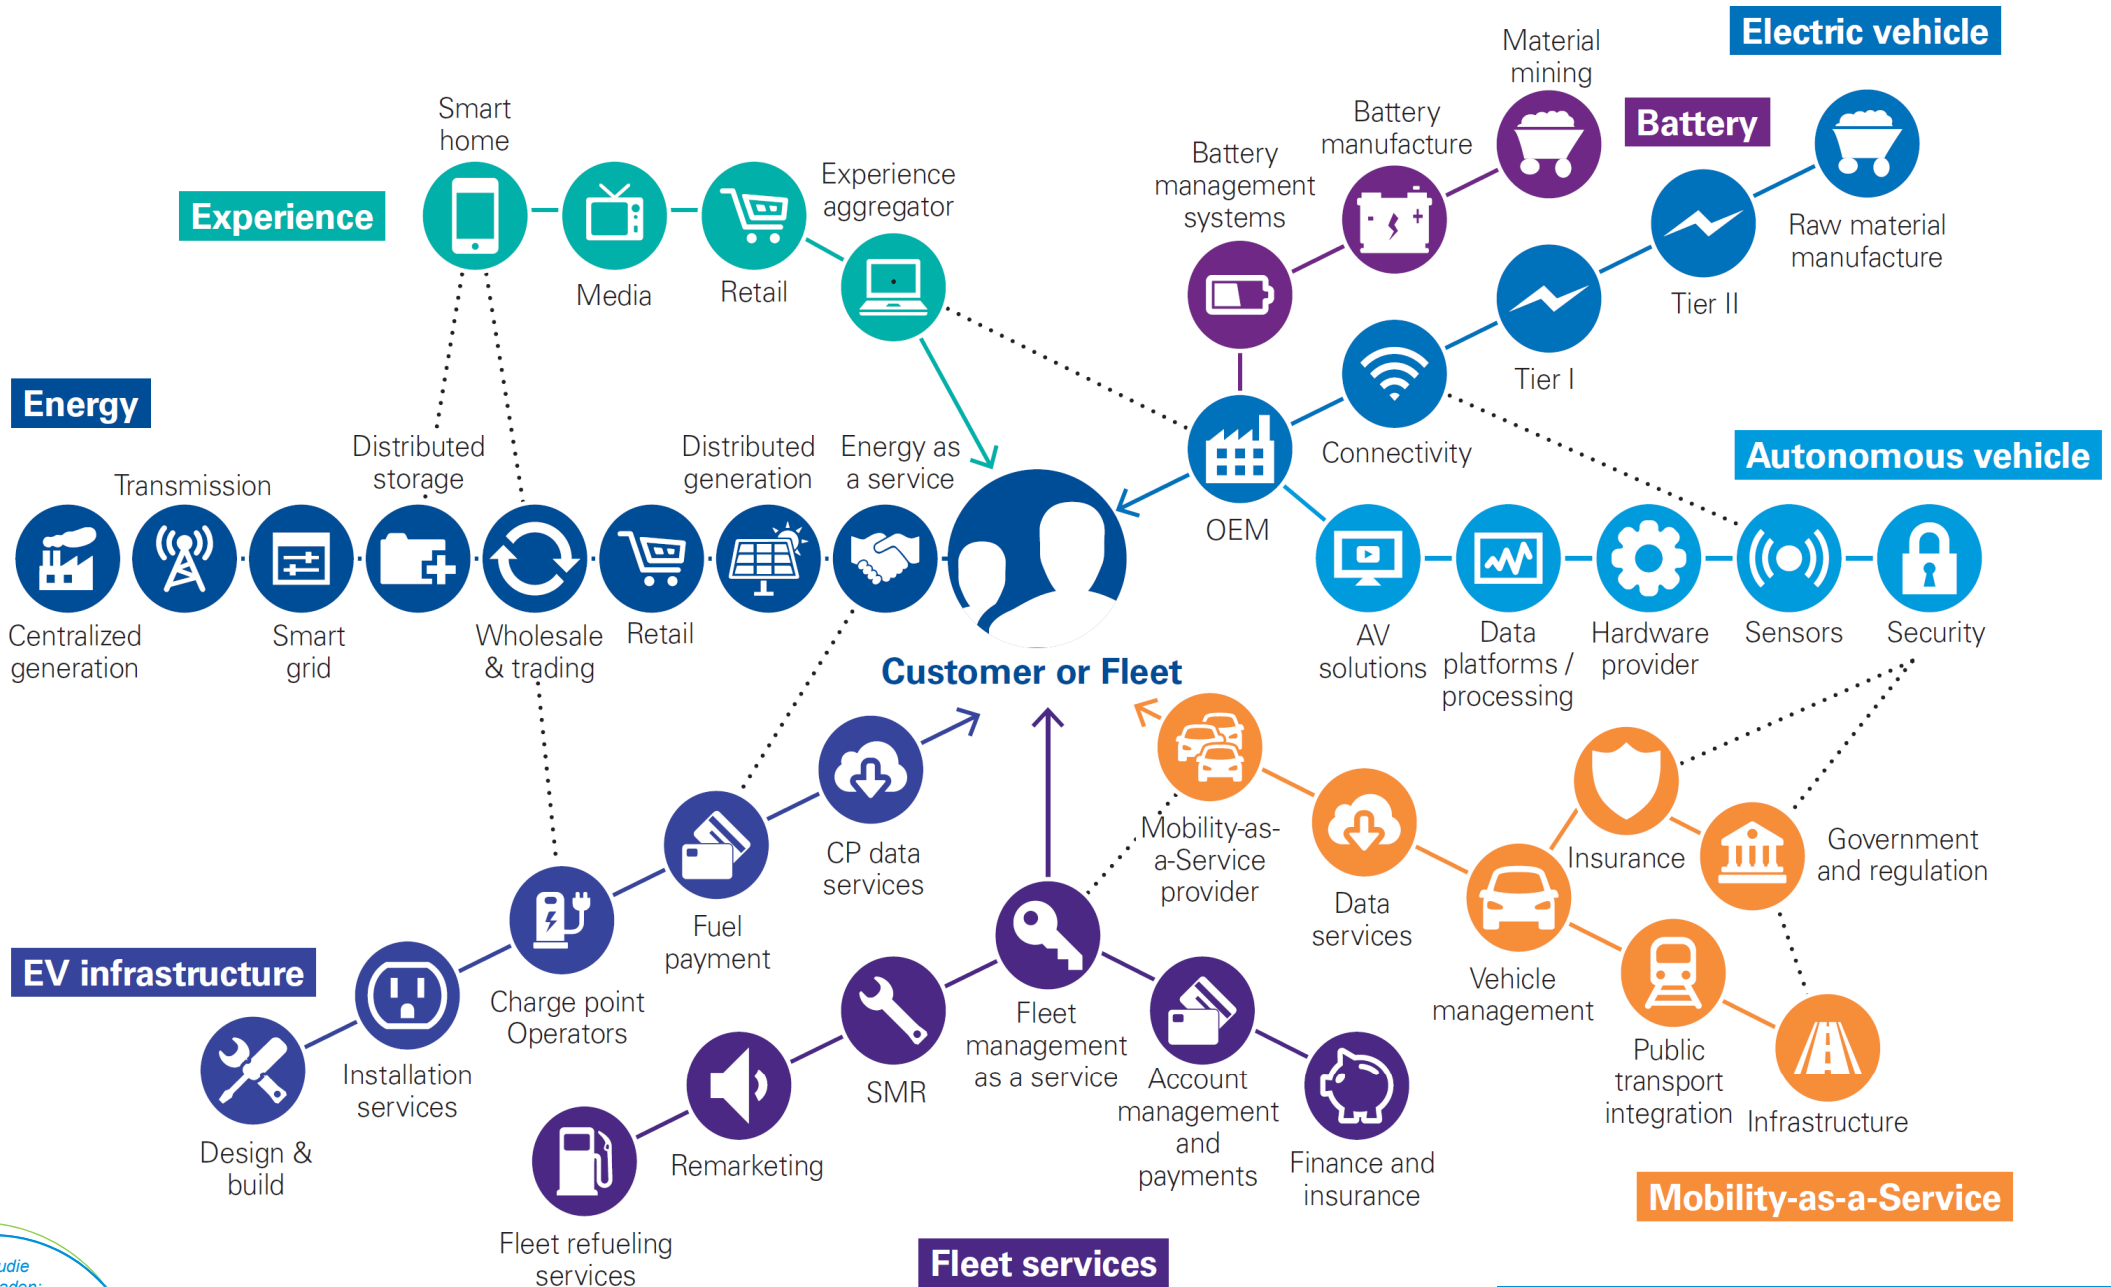 Electric vehicle
Material
mining
Battery
Battery
manufacture
Battery
management
systems
Raw material
manufacture
Tier II
Tier I
Connectivity
OEM
Experience
Smart
home
Media
Retail
Experience
aggregator
Energy
Centralized
generation
Transmission
Smart
grid
Distributed
storage
Wholesale
& trading
Retail
Distributed
generation
Energy as
a service
Customer or Fleet
Autonomous vehicle
AV
solutions
Data
platforms /
processing
Hardware
provider
Sensors
Security
EV infrastructure
Design &
build
Installation
services
Charge point
Operators
Fuel
payment
CP data
services
Mobility-as-
a-Service
provider
Data
services
Vehicle
management
Insurance
Government
and regulation
Public
transport
integration
Infrastructure
Mobility-as-a-Service
Fleet
management
as a service
SMR
Remarketing
Fleet refueling
services
Account
management
and
payments
Finance and
insurance
Fleet services